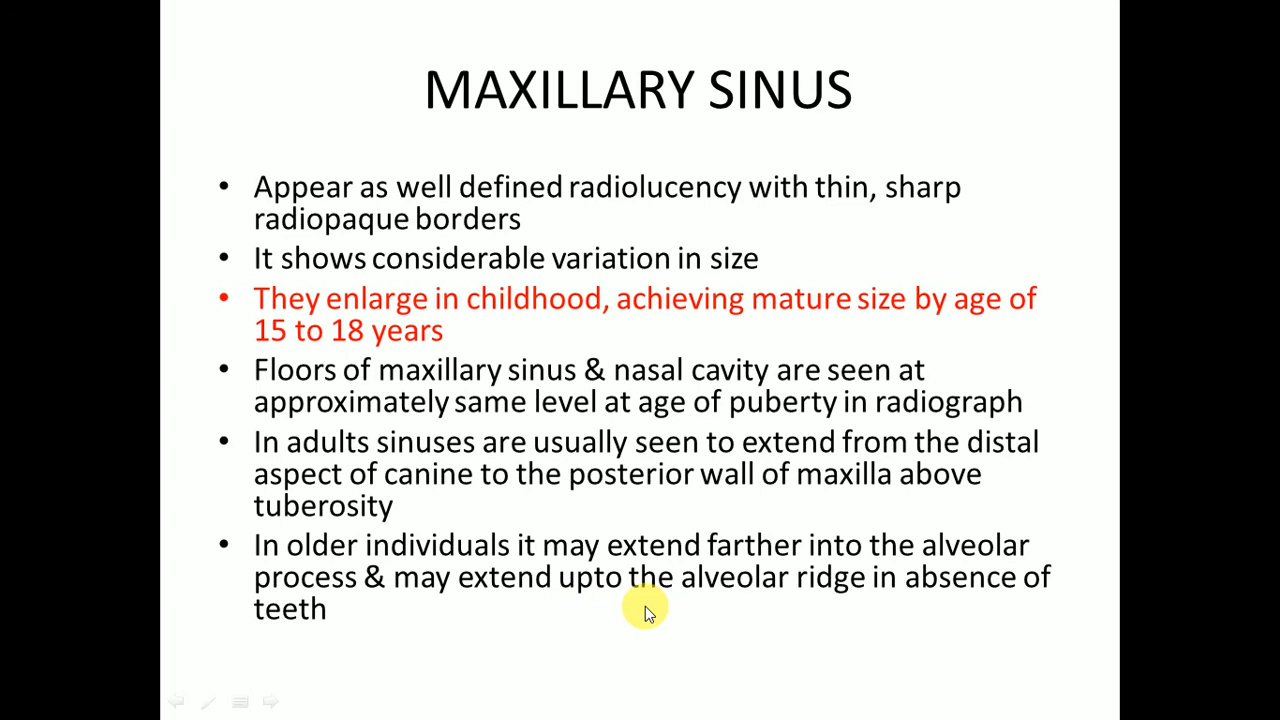 MAXILLARY SINUS
• Appear as well defined radiolucency with thin, sharp
radiopaque borders
• It shows considerable variation in size
• They enlarge in childhood, achieving mature size by age of
15 to 18 years
• Floors of maxillary sinus & nasal cavity are seen at
approximately same level at age of puberty in radiograph
• In adults sinuses are usually seen to extend from the distal
aspect of canine to the posterior wall of maxilla above
tuberosity
• In older individuals it may extend farther into the alveolar
process & may extend upto the alveolar ridge in absence of
teeth